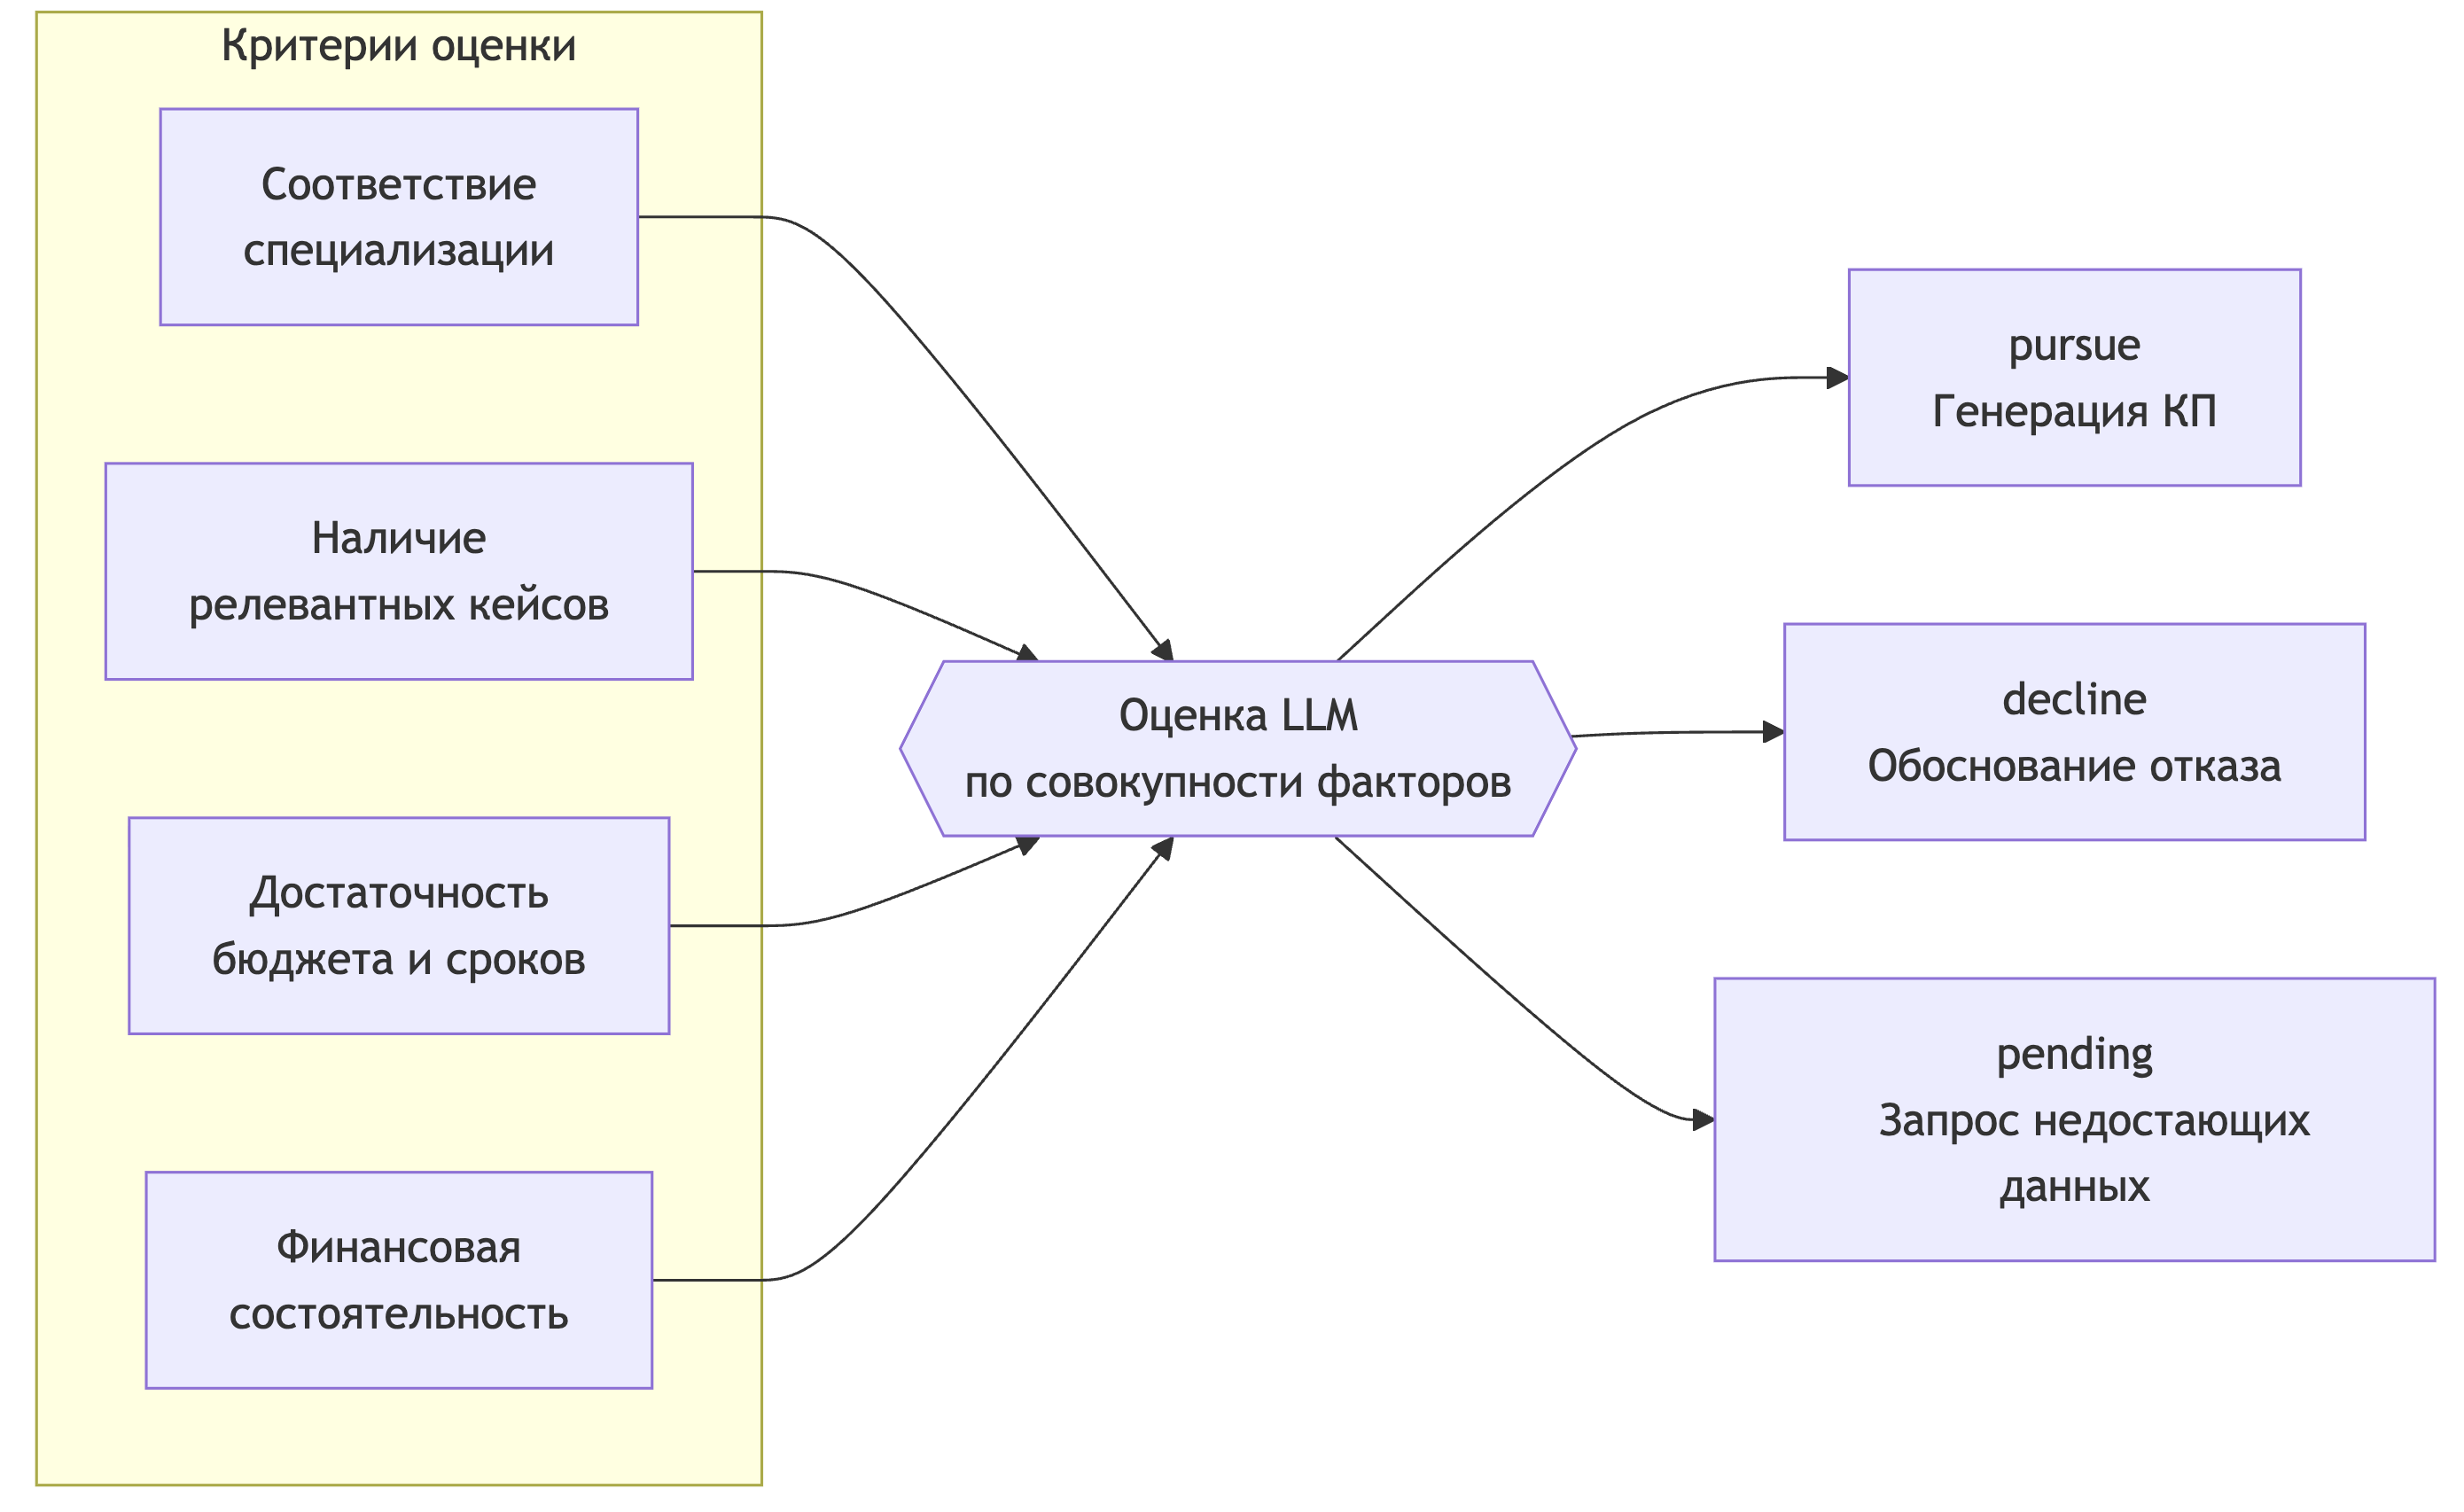 Критерии оценки
Соответствие
специализации
Наличие
релевантных кейсов
Достаточность
бюджета и сроков
Финансовая
состоятельность
Оценка LLM
по совокупности факторов
pursue
Генерация КП
decline
Обоснование отказа
pending
Запрос недостающих
данных